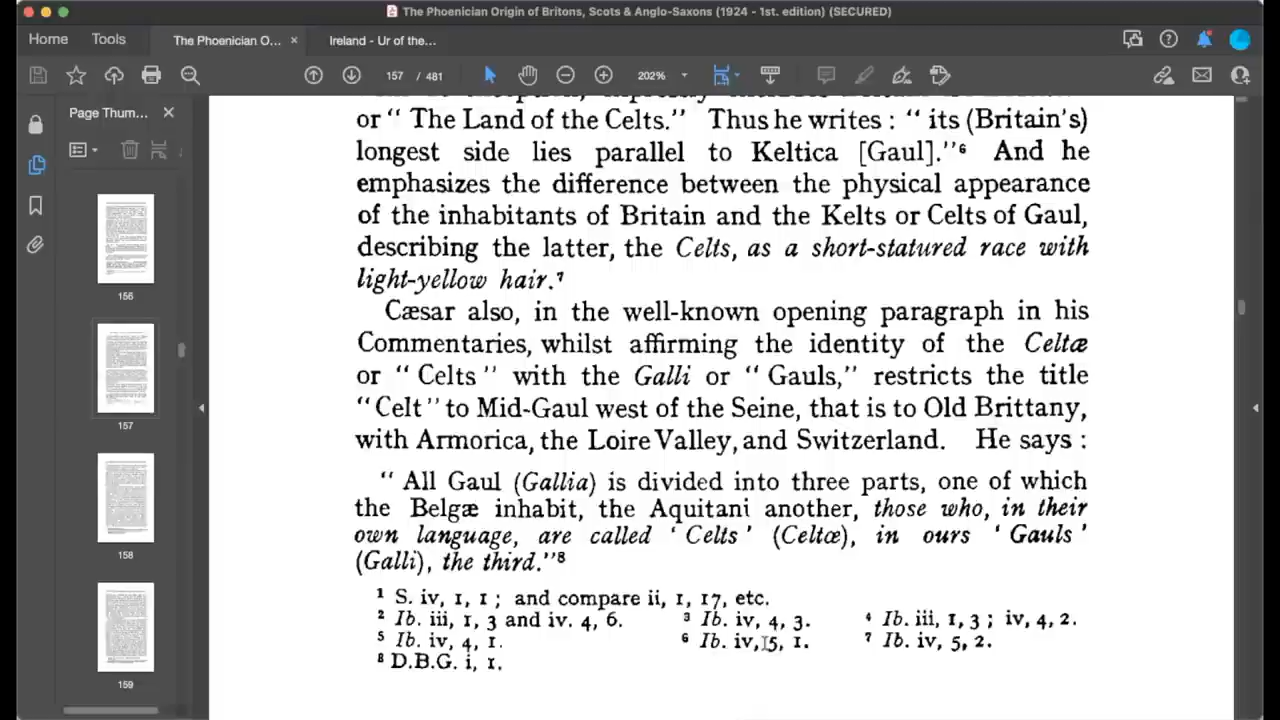 The Phoenician Origin of Britons, Scots & Anglo-Saxons (1924 - 1st. edition) (SECURED)
Home Tools The Phoenician O... × Ireland - Ur of the...
157 / 481 202%
Page Thum... ×
156
157
158
159
or “ The Land of the Celts.” Thus he writes : “ its (Britain's)
longest side lies parallel to Keltica [Gaul].”⁶ And he
emphasizes the difference between the physical appearance
of the inhabitants of Britain and the Kelts or Celts of Gaul,
describing the latter, the Celts, as a short-statured race with
light-yellow hair.⁷
Cæsar also, in the well-known opening paragraph in his
Commentaries, whilst affirming the identity of the Celtæ
or “ Celts ” with the Galli or “ Gauls,” restricts the title
“ Celt ” to Mid-Gaul west of the Seine, that is to Old Brittany,
with Armorica, the Loire Valley, and Switzerland. He says :
“ All Gaul (Gallia) is divided into three parts, one of which
the Belgæ inhabit, the Aquitani another, those who, in their
own language, are called ‘ Celts ’ (Celtæ), in ours ‘ Gauls ’
(Galli), the third.”⁸
¹ S. iv, 1, 1 ; and compare ii, 1, 17, etc.
² Ib. iii, 1, 3 and iv. 4, 6. ³ Ib. iv, 4, 3. ⁴ Ib. iii, 1, 3 ; iv, 4, 2.
⁵ Ib. iv, 4, 1. ⁶ Ib. iv, 5, 1. ⁷ Ib. iv, 5, 2.
⁸ D.B.G. i, 1.